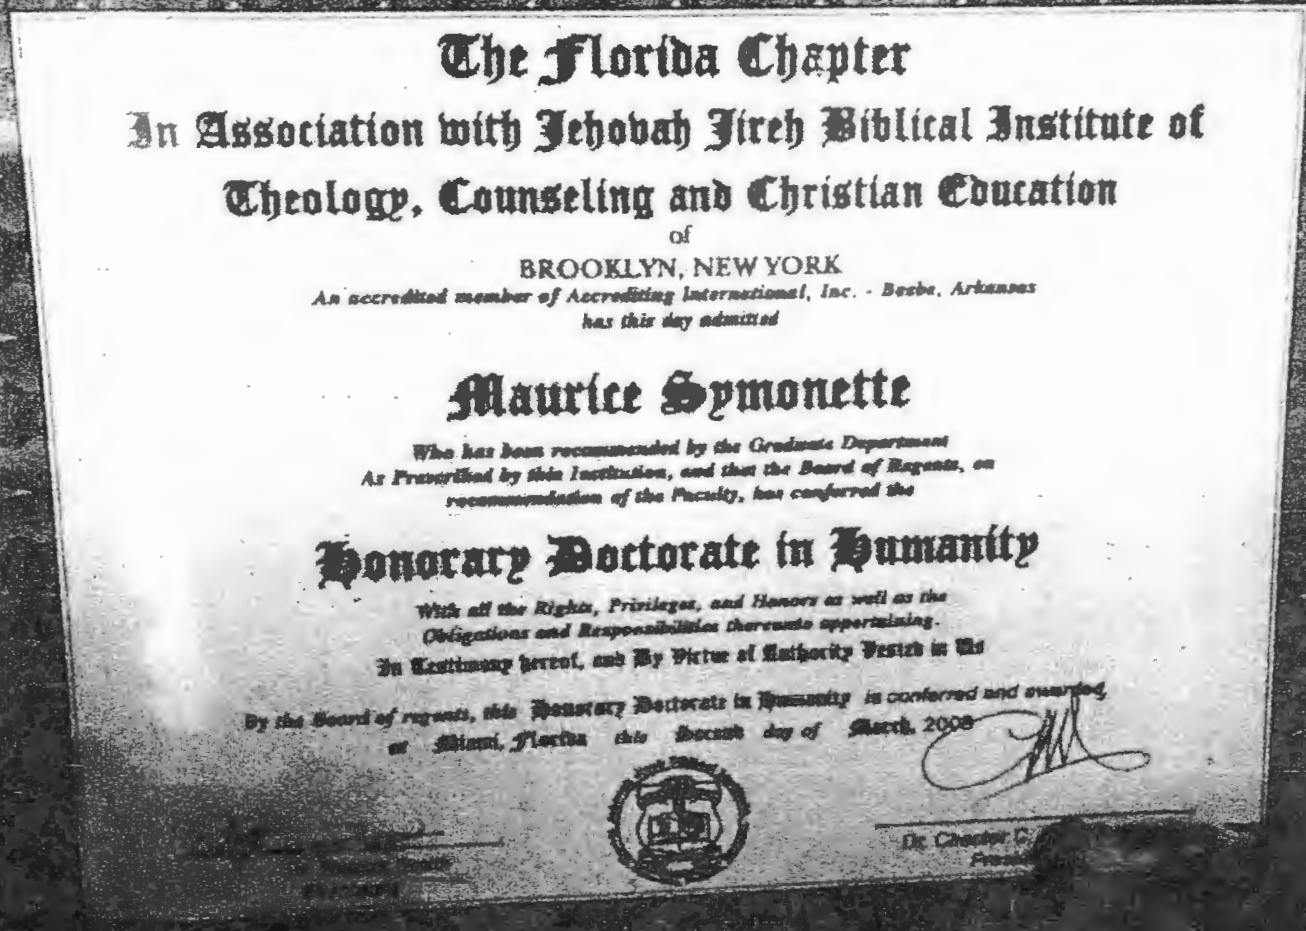 The Florida Chapter
In Association with Jehovah Jireh Biblical Institute of
Theology, Counseling and Christian Education
of
BROOKLYN, NEW YORK
An accredited member of Accrediting International, Inc. - Beebe, Arkansas
has this day admitted
Maurice Symonette
Who has been recommended by the Graduate Department
As Prescribed by this Institution, and that the Board of Regents, on
recommendation of the Faculty, has conferred the
Honorary Doctorate in Humanity
With all the Rights, Privileges, and Honors as well as the
Obligations and Responsibilities thereunto appertaining.
In Testimony hereof, and By Virtue of Authority Vested in Us
By the Board of regents, this Honorary Doctorate in Humanity is conferred and awarded,
at Miami, Florida this Second day of March,
Dr. C.